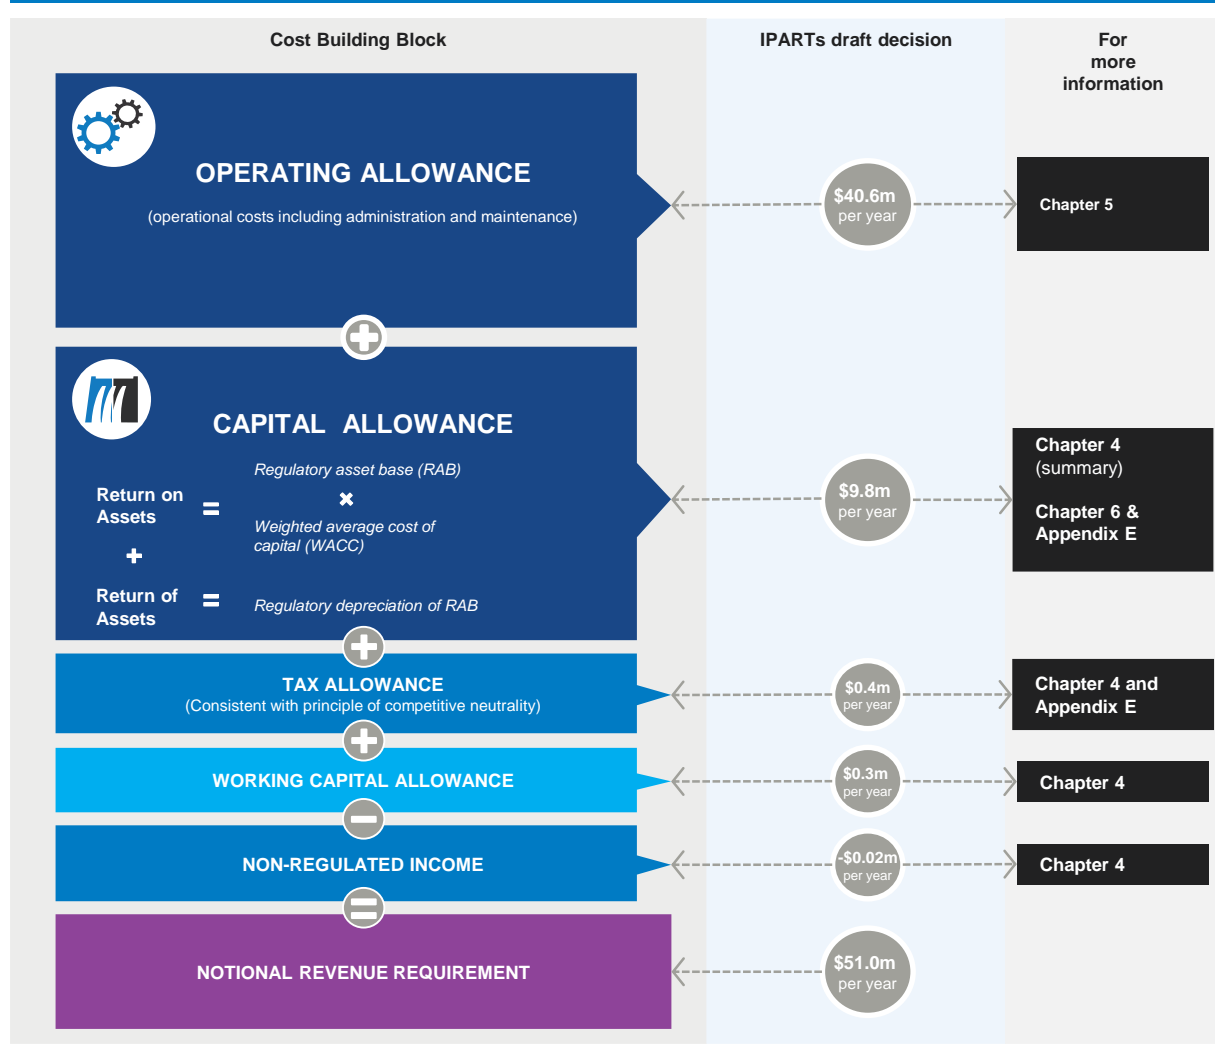 Cost Building Block
IPARTs draft decision
For
more
information
OPERATING ALLOWANCE
(operational costs including administration and maintenance)
$40.6m
per year
Chapter 5
CAPITAL ALLOWANCE
Return on
Assets
=
Regulatory asset base (RAB)
×
Weighted average cost of
capital (WACC)
+
Return of
Assets
=
Regulatory depreciation of RAB
$9.8m
per year
Chapter 4
(summary)
Chapter 6 &
Appendix E
+
TAX ALLOWANCE
(Consistent with principle of competitive neutrality)
$0.4m
per year
Chapter 4 and
Appendix E
+
WORKING CAPITAL ALLOWANCE
$0.3m
per year
Chapter 4
−
NON-REGULATED INCOME
-$0.02m
per year
Chapter 4
=
NOTIONAL REVENUE REQUIREMENT
$51.0m
per year